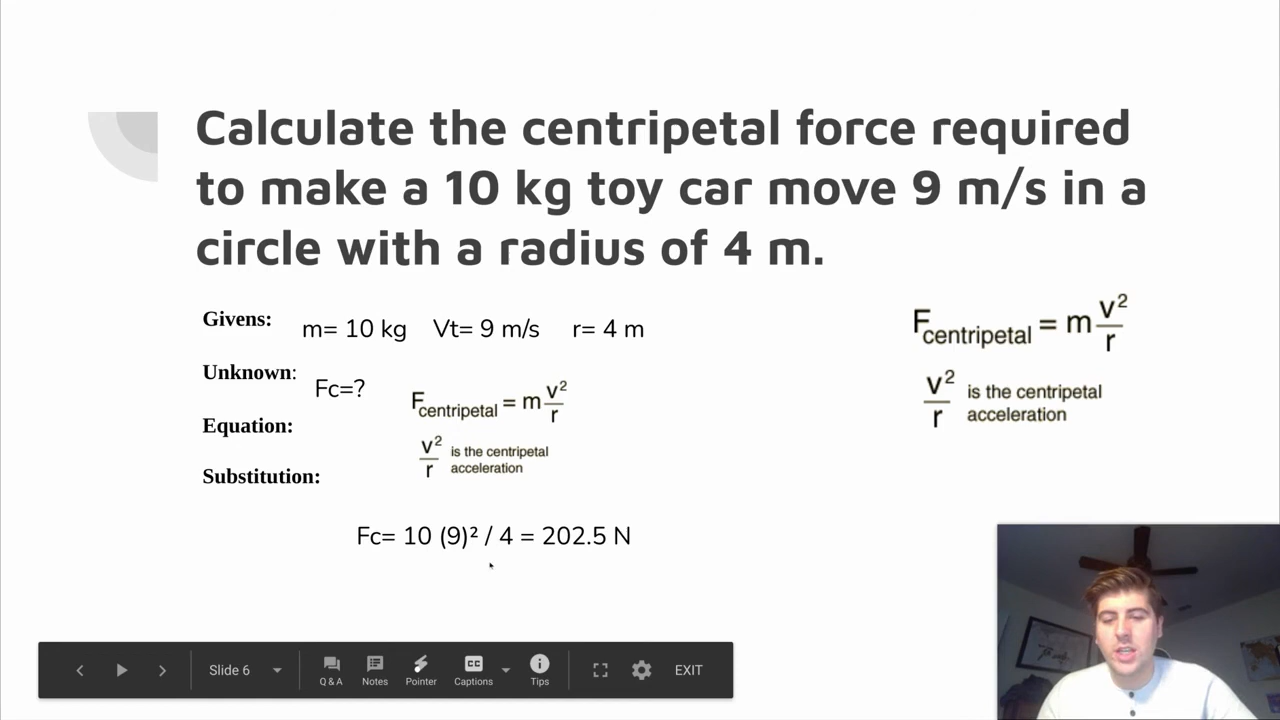 Calculate the centripetal force required
to make a 10 kg toy car move 9 m/s in a
circle with a radius of 4 m.
Givens:
m= 10 kg Vt= 9 m/s r= 4 m
Unknown:
Fc=?
Equation:
Fcentripetal = m v²/r
v²/r is the centripetal
acceleration
Substitution:
Fc= 10 (9)² / 4 = 202.5 N
Fcentripetal = m v²/r
v²/r is the centripetal
acceleration
Slide 6
Q & A
Notes
Pointer
CC
Captions
Tips
EXIT